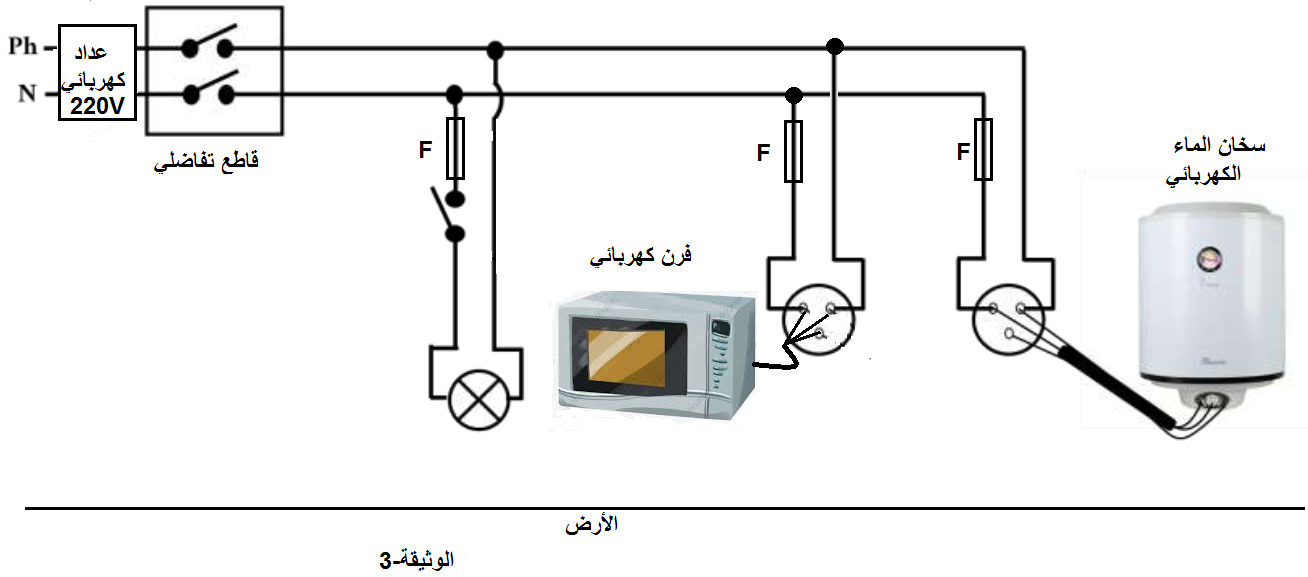 Ph
N
عداد
كهربائي
220V
قاطع تفاضلي
F
F
F
سخان الماء
الكهربائي
فرن كهربائي
الأرض
الوثيقة-3